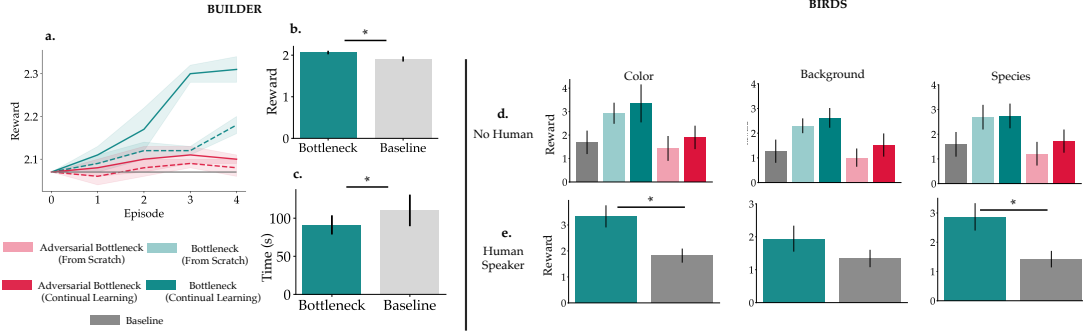 BUILDER
BIRDS
a.
2.3
2.2
2.1
Reward
0 1 2 3 4
Episode
b.
*
2
1
0
Reward
Bottleneck Baseline
c.
*
100
50
0
Time (s)
Bottleneck Baseline
Adversarial Bottleneck
(From Scratch)
Bottleneck
(From Scratch)
Adversarial Bottleneck
(Continual Learning)
Bottleneck
(Continual Learning)
Baseline
d.
No Human
Color
4
3
2
1
0
Reward
Background
4
3
2
1
0
Species
4
3
2
1
0
e.
Human
Speaker
*
4
3
2
1
0
Reward
3
2
1
0
*
3
2
1
0